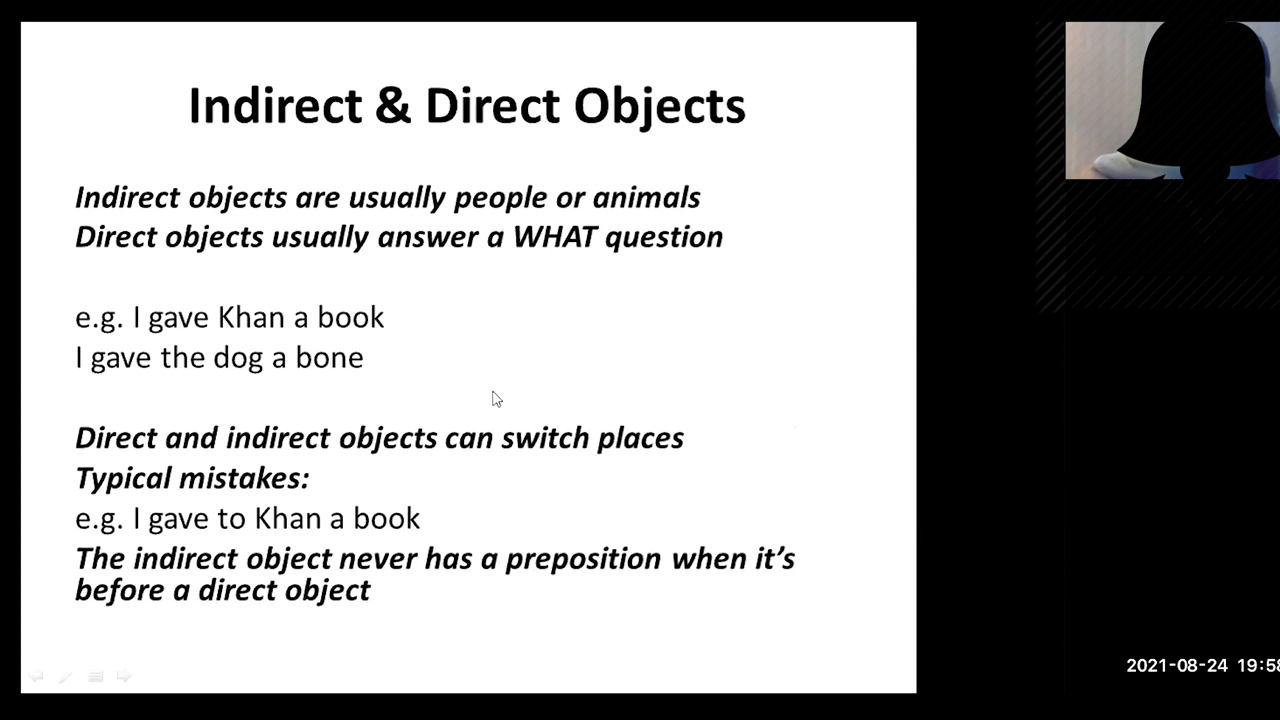 Indirect & Direct Objects
Indirect objects are usually people or animals
Direct objects usually answer a WHAT question
e.g. I gave Khan a book
I gave the dog a bone
Direct and indirect objects can switch places
Typical mistakes:
e.g. I gave to Khan a book
The indirect object never has a preposition when it’s
before a direct object
2021-08-24 19:58